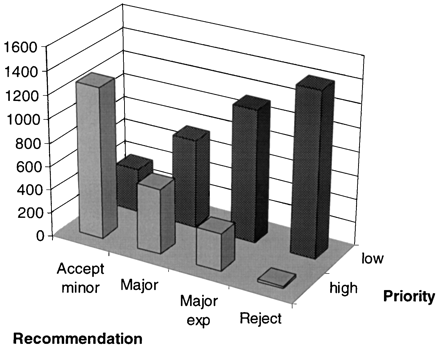 1600
1400
1200
1000
800
600
400
200
0
Accept
minor
Major
Major
exp
Reject
low
high
Priority
Recommendation